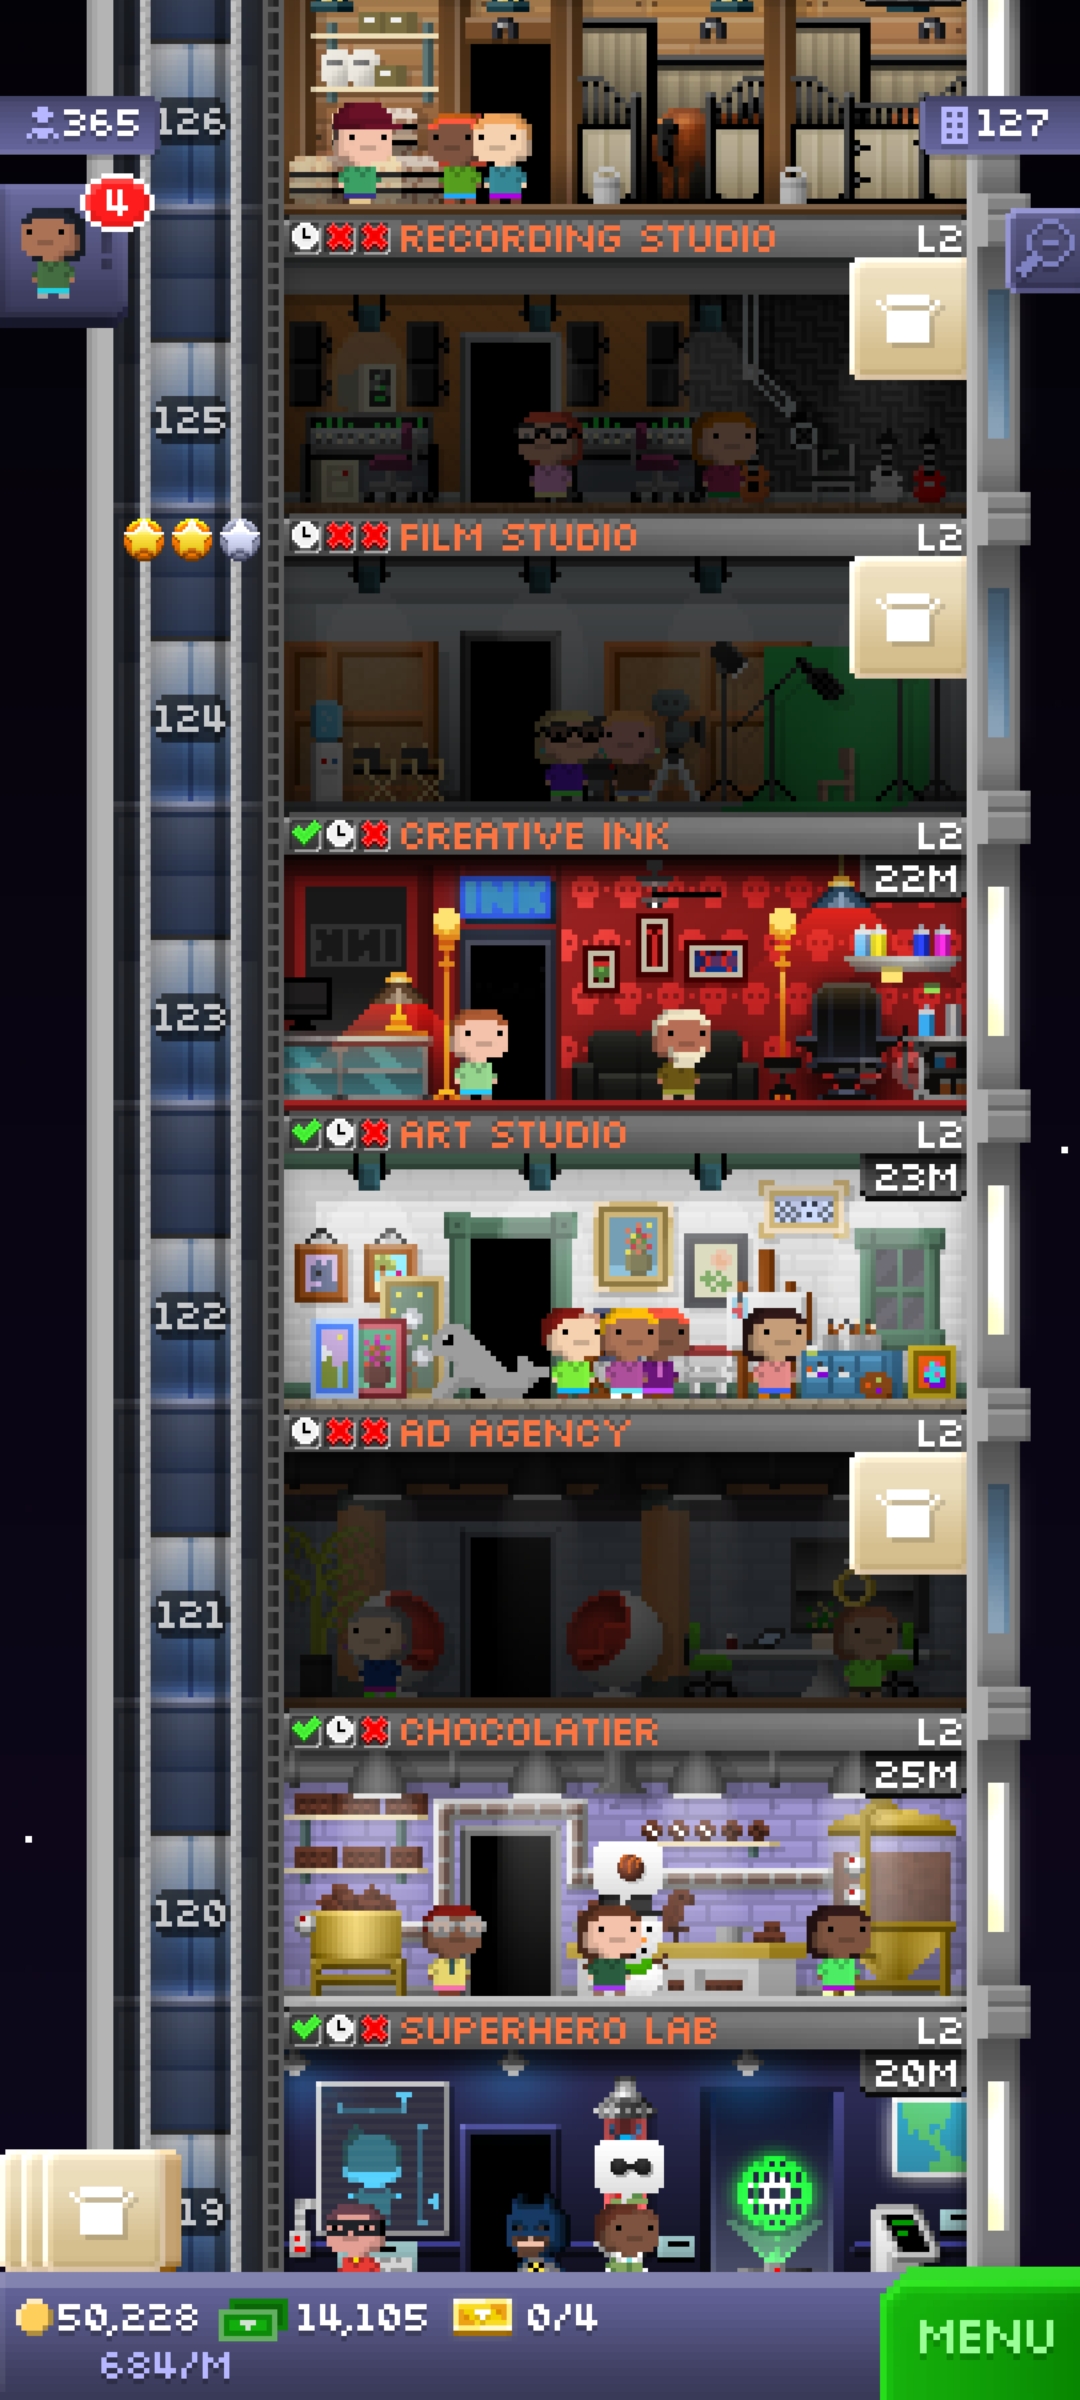 365
126
127
4
RECORDING STUDIO L2
125
FILM STUDIO L2
124
CREATIVE INK L2
22M
INK
123
ART STUDIO L2
23M
122
AD AGENCY L2
121
CHOCOLATIER L2
25M
120
SUPERHERO LAB L2
20M
19
50,228 14,105 0/4
684/M
MENU